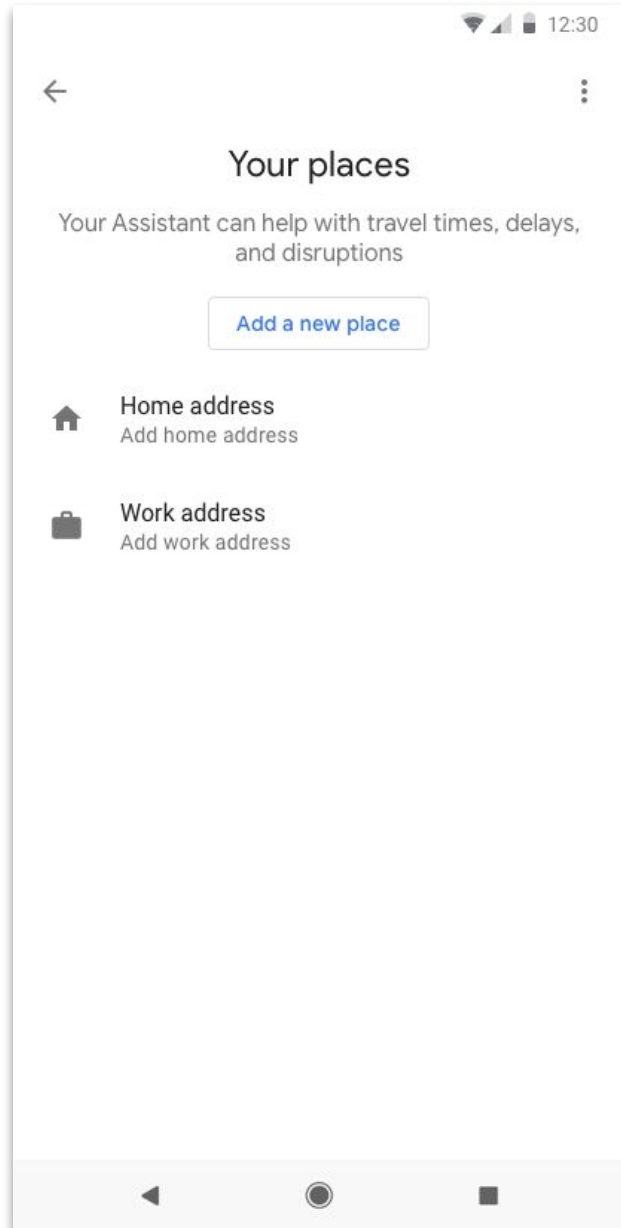 12:30
Your places
Your Assistant can help with travel times, delays,
and disruptions
Add a new place
Home address
Add home address
Work address
Add work address